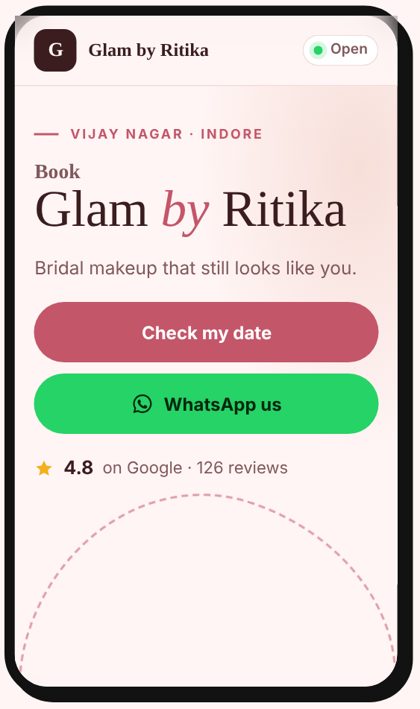 G
Glam by Ritika
Open
VIJAY NAGAR · INDORE
Book
Glam by Ritika
Bridal makeup that still looks like you.
Check my date
WhatsApp us
4.8 on Google · 126 reviews